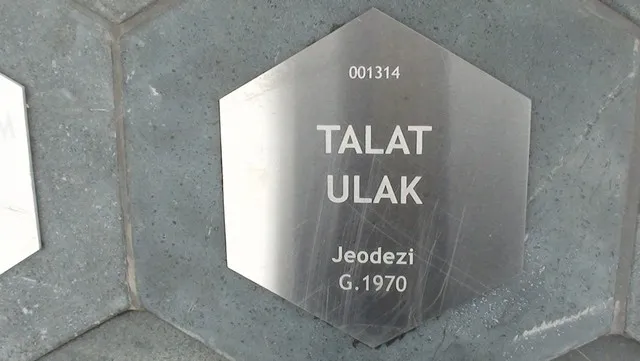 001314
TALAT
ULAK
Jeodezi
G.1970